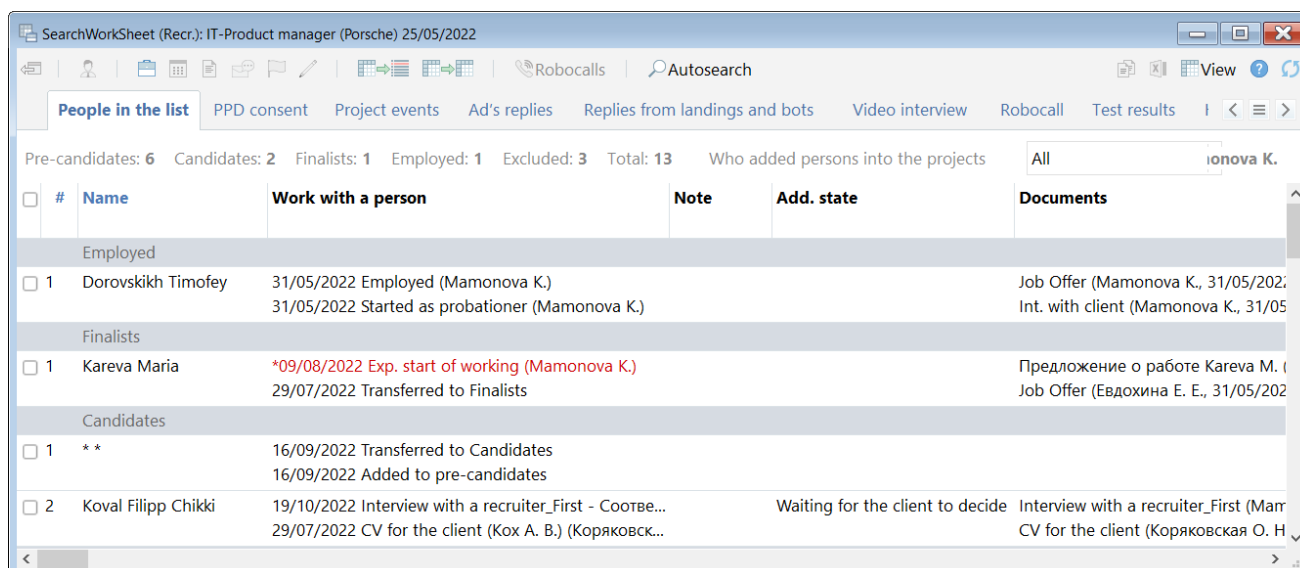 SearchWorkSheet (Recr.): IT-Product manager (Porsche) 25/05/2022
Robocalls Autosearch View
People in the list PPD consent Project events Ad's replies Replies from landings and bots Video interview Robocall Test results
Pre-candidates: 6 Candidates: 2 Finalists: 1 Employed: 1 Excluded: 3 Total: 13 Who added persons into the projects All K.
# Name Work with a person Note Add. state Documents
Employed
1 Dorovskikh Timofey 31/05/2022 Employed (Mamonova K.) Job Offer (Mamonova K., 31/05/2022
31/05/2022 Started as probationer (Mamonova K.) Int. with client (Mamonova K., 31/05
Finalists
1 Kareva Maria *09/08/2022 Exp. start of working (Mamonova K.) Предложение о работе Kareva M. (
29/07/2022 Transferred to Finalists Job Offer (Евдохина Е. Е., 31/05/202
Candidates
1 * * 16/09/2022 Transferred to Candidates
16/09/2022 Added to pre-candidates
2 Koval Filipp Chikki 19/10/2022 Interview with a recruiter_First - Соотве... Waiting for the client to decide Interview with a recruiter_First (Mam
29/07/2022 CV for the client (Кох А. В.) (Коряковск... CV for the client (Коряковская О. Н